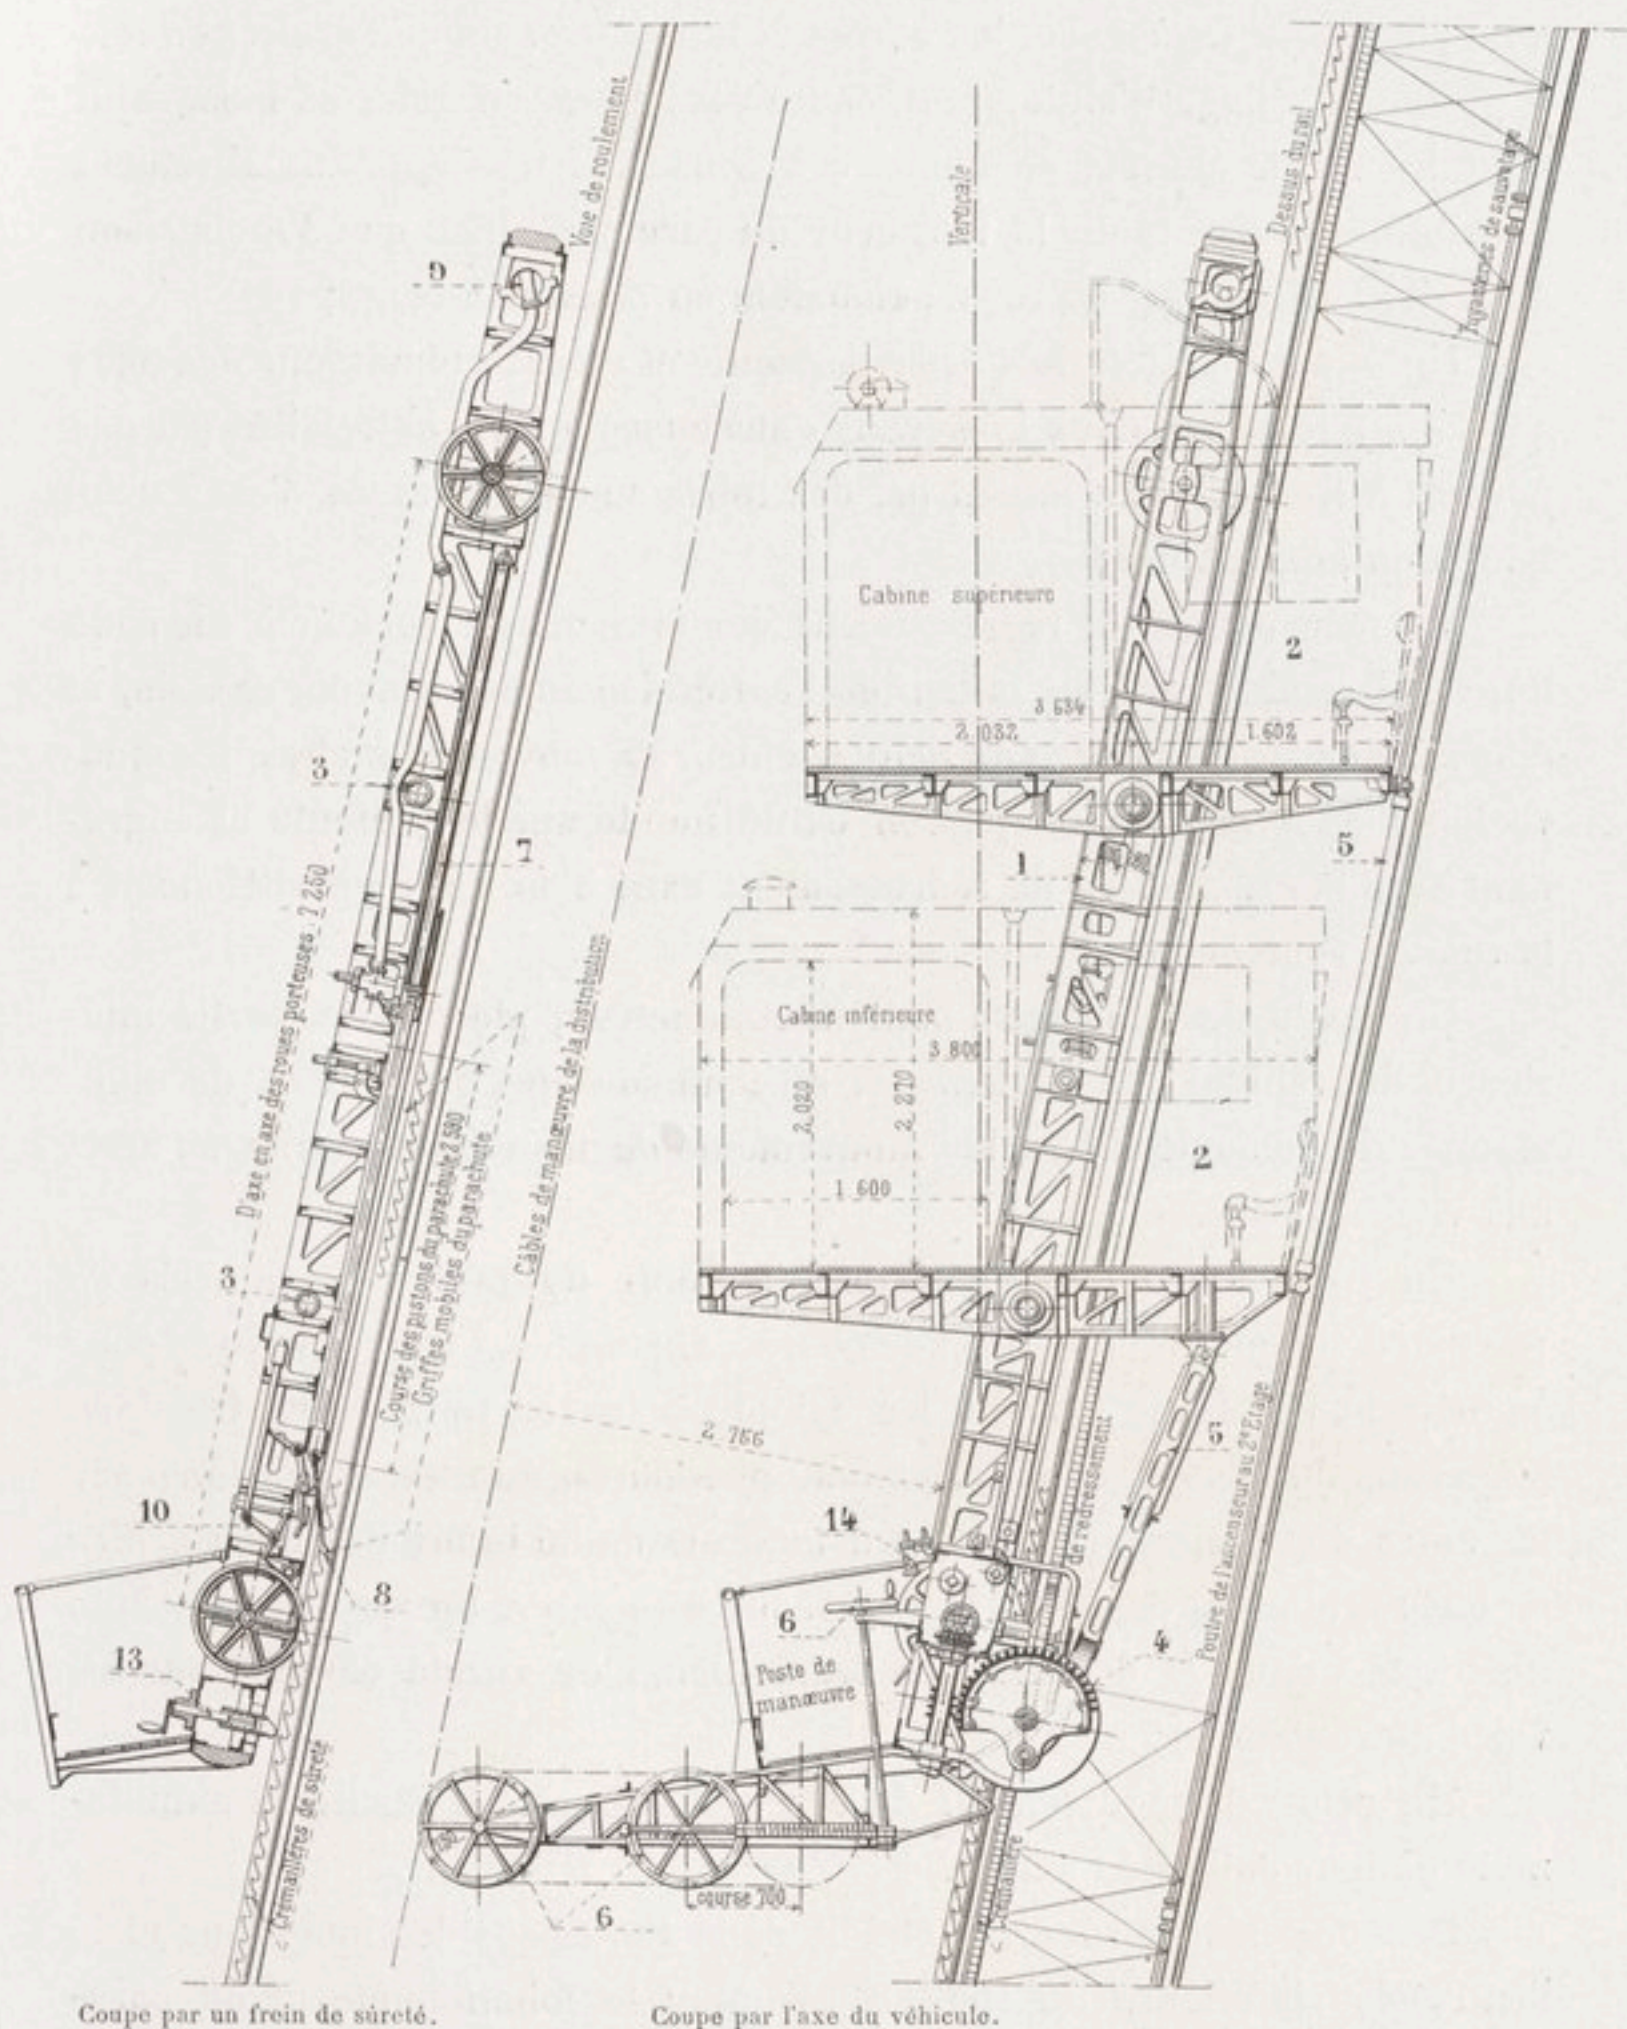 Voie de roulement
Verticale
Dessus du rail
Tuyauteries de sauvetage
9
Cabine supérieure
2
3 634
2 032
1.602
3
7
1
5
D'axe en axe des roues porteuses 7 250
Câbles de manœuvre de la distribution
Cabine inférieure
3 800
2 020
2 270
2
1 600
3
Course des pistons du parachute 2 580
Griffes mobiles du parachute
2 766
de redressement
Poutre de l'ascenseur au 2e Etage
10
14
8
6
4
13
Poste de
manœuvre
Crémaillères de sûreté
Crémaillère
course 700
6
Coupe par un frein de sûreté.
Coupe par l'axe du véhicule.